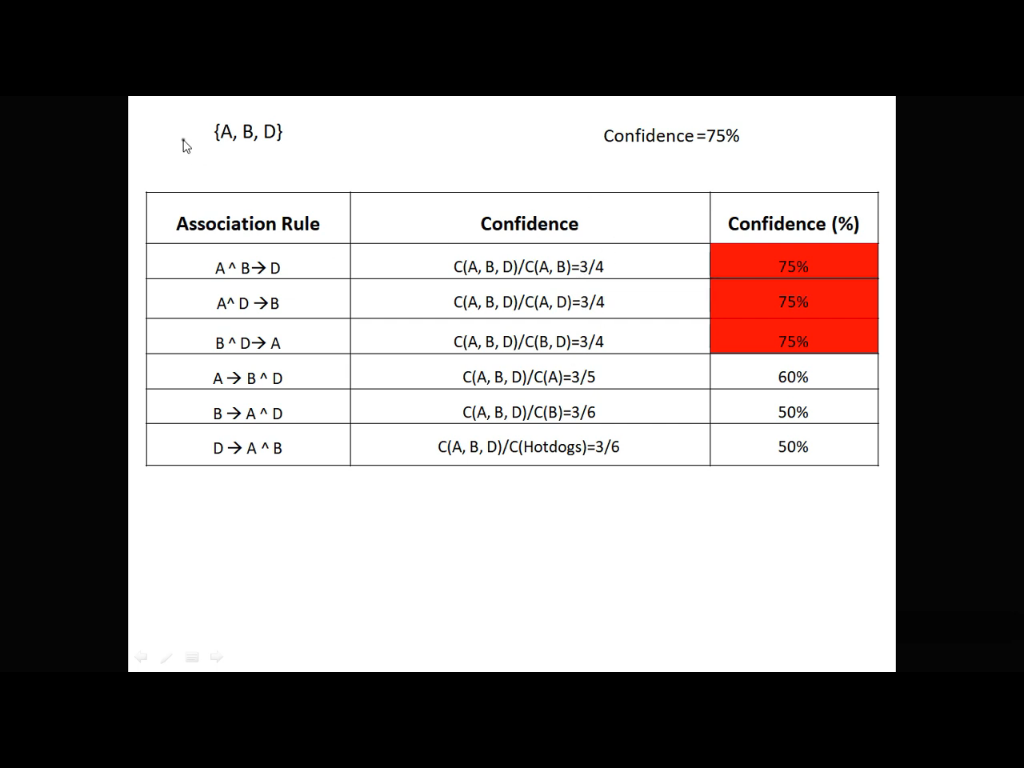 {A, B, D}
Confidence=75%
Association Rule Confidence Confidence (%)
A ^ B→ D C(A, B, D)/C(A, B)=3/4 75%
A^ D →B C(A, B, D)/C(A, D)=3/4 75%
B ^ D→ A C(A, B, D)/C(B, D)=3/4 75%
A → B ^ D C(A, B, D)/C(A)=3/5 60%
B → A ^ D C(A, B, D)/C(B)=3/6 50%
D → A ^ B C(A, B, D)/C(Hotdogs)=3/6 50%